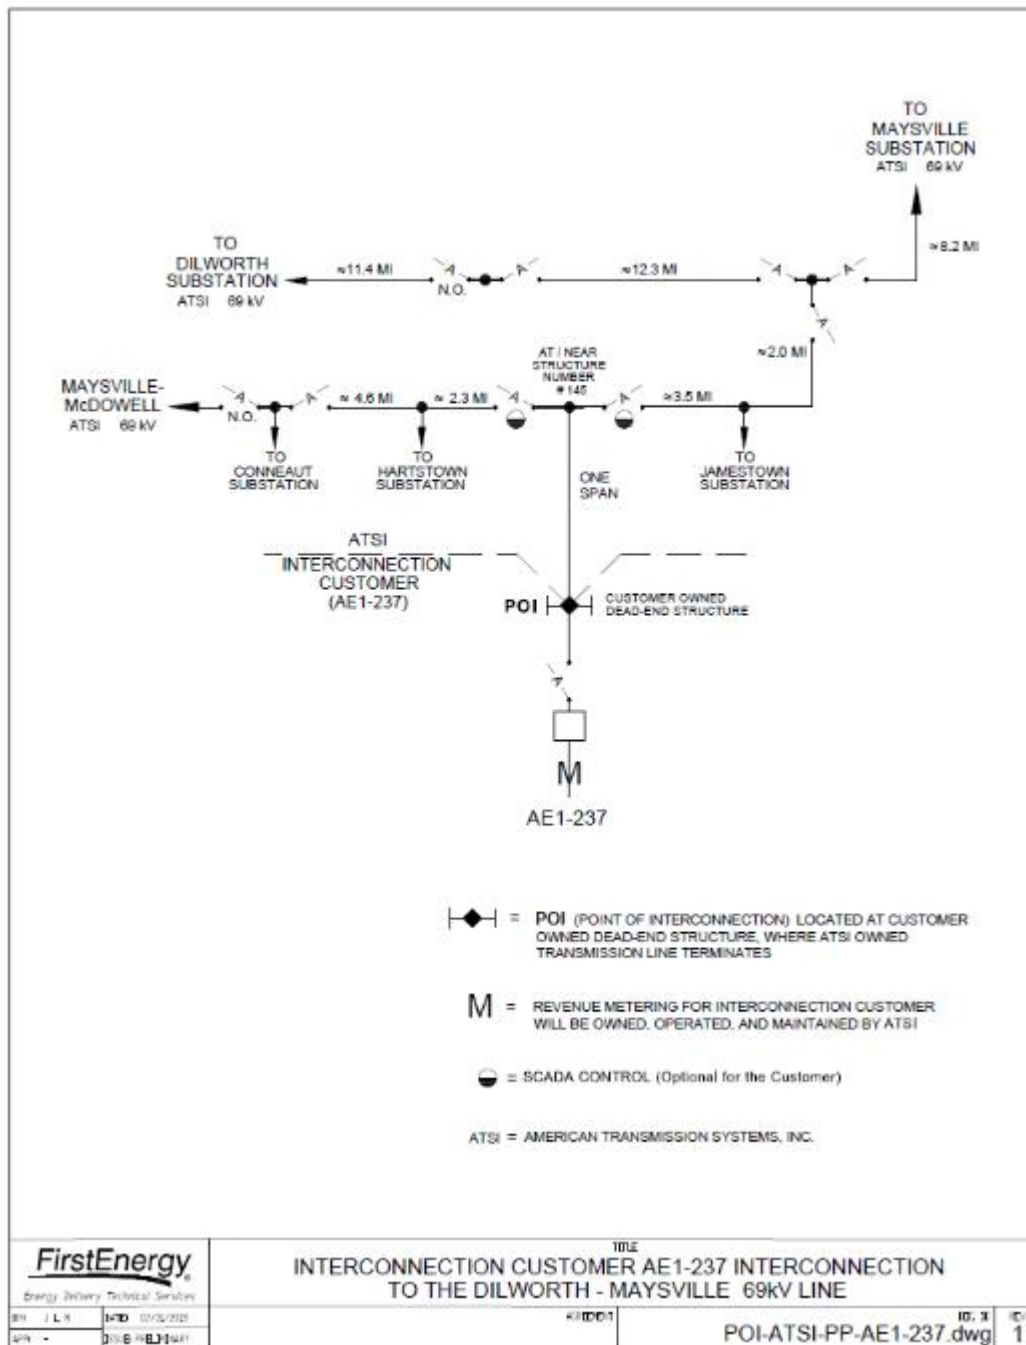 TO
MAYSVILLE
SUBSTATION
ATSI 69 kV
≈8.2 MI
TO
DILWORTH
SUBSTATION
ATSI 69 kV
≈11.4 MI
A
N.O.
A
≈12.3 MI
A
A
A
≈2.0 MI
MAYSVILLE-
McDOWELL
ATSI 69 kV
A
N.O.
A
≈ 4.6 MI
≈ 2.3 MI
A
AT / NEAR
STRUCTURE
NUMBER
# 145
A
≈3.5 MI
TO
CONNEAUT
SUBSTATION
TO
HARTSTOWN
SUBSTATION
TO
JAMESTOWN
SUBSTATION
ONE
SPAN
ATSI
INTERCONNECTION
CUSTOMER
(AE1-237)
POI
CUSTOMER OWNED
DEAD-END STRUCTURE
A
M
AE1-237
= POI (POINT OF INTERCONNECTION) LOCATED AT CUSTOMER
OWNED DEAD-END STRUCTURE, WHERE ATSI OWNED
TRANSMISSION LINE TERMINATES
M = REVENUE METERING FOR INTERCONNECTION CUSTOMER
WILL BE OWNED, OPERATED, AND MAINTAINED BY ATSI
= SCADA CONTROL (Optional for the Customer)
ATSI = AMERICAN TRANSMISSION SYSTEMS, INC.
FirstEnergy
Energy Delivery Technical Services
TITLE
INTERCONNECTION CUSTOMER AE1-237 INTERCONNECTION
TO THE DILWORTH - MAYSVILLE 69kV LINE
POI-ATSI-PP-AE1-237.dwg
1